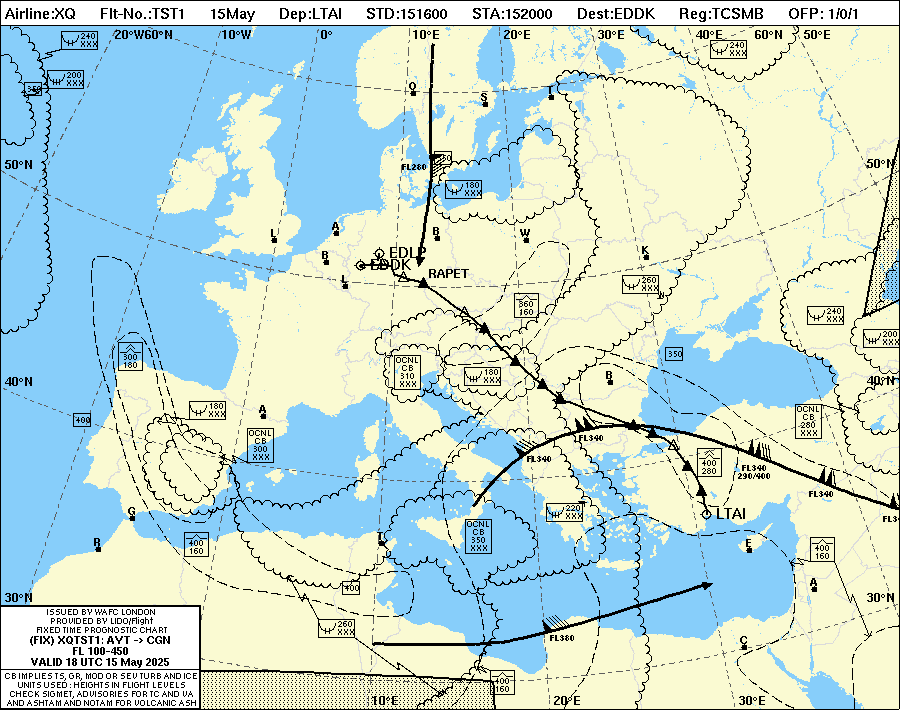 Airline:XQ Flt-No.:TST1 15May Dep:LTAI STD:151600 STA:152000 Dest:EDDK Reg:TCSMB OFP: 1/0/1
20°W60°N 10°W 0° 10°E 20°E 30°E 40°E 60°N 50°E
240
XXX
240
XXX
200
XXX
350
O
S
T
50°N
50°N
FL280
180
XXX
L
A
B
B
W
K
EDLP
EDDK
L
RAPET
260
XXX
360
160
240
XXX
200
XXX
300
180
350
OCNL
CB
310
XXX
180
XXX
B
40°N
40°N
400
180
XXX
A
OCNL
CB
300
XXX
OCNL
CB
280
XXX
FL340
FL340
400
280
FL340
290/400
FL340
FL34
G
LTAI
220
XXX
R
400
160
T
OCNL
CB
350
XXX
E
400
160
400
A
30°N
30°N
260
XXX
FL380
C
400
160
10°E 20°E 30°E
ISSUED BY WAFC LONDON
PROVIDED BY LIDO/Flight
FIXED TIME PROGNOSTIC CHART
(FIX) XQTST1: AYT -> CGN
FL 100-450
VALID 18 UTC 15 May 2025
CB IMPLIES TS, GR, MOD OR SEV TURB AND ICE
UNITS USED : HEIGHTS IN FLIGHT LEVELS
CHECK SIGMET, ADVISORIES FOR TC AND VA
AND ASHTAM AND NOTAM FOR VOLCANIC ASH